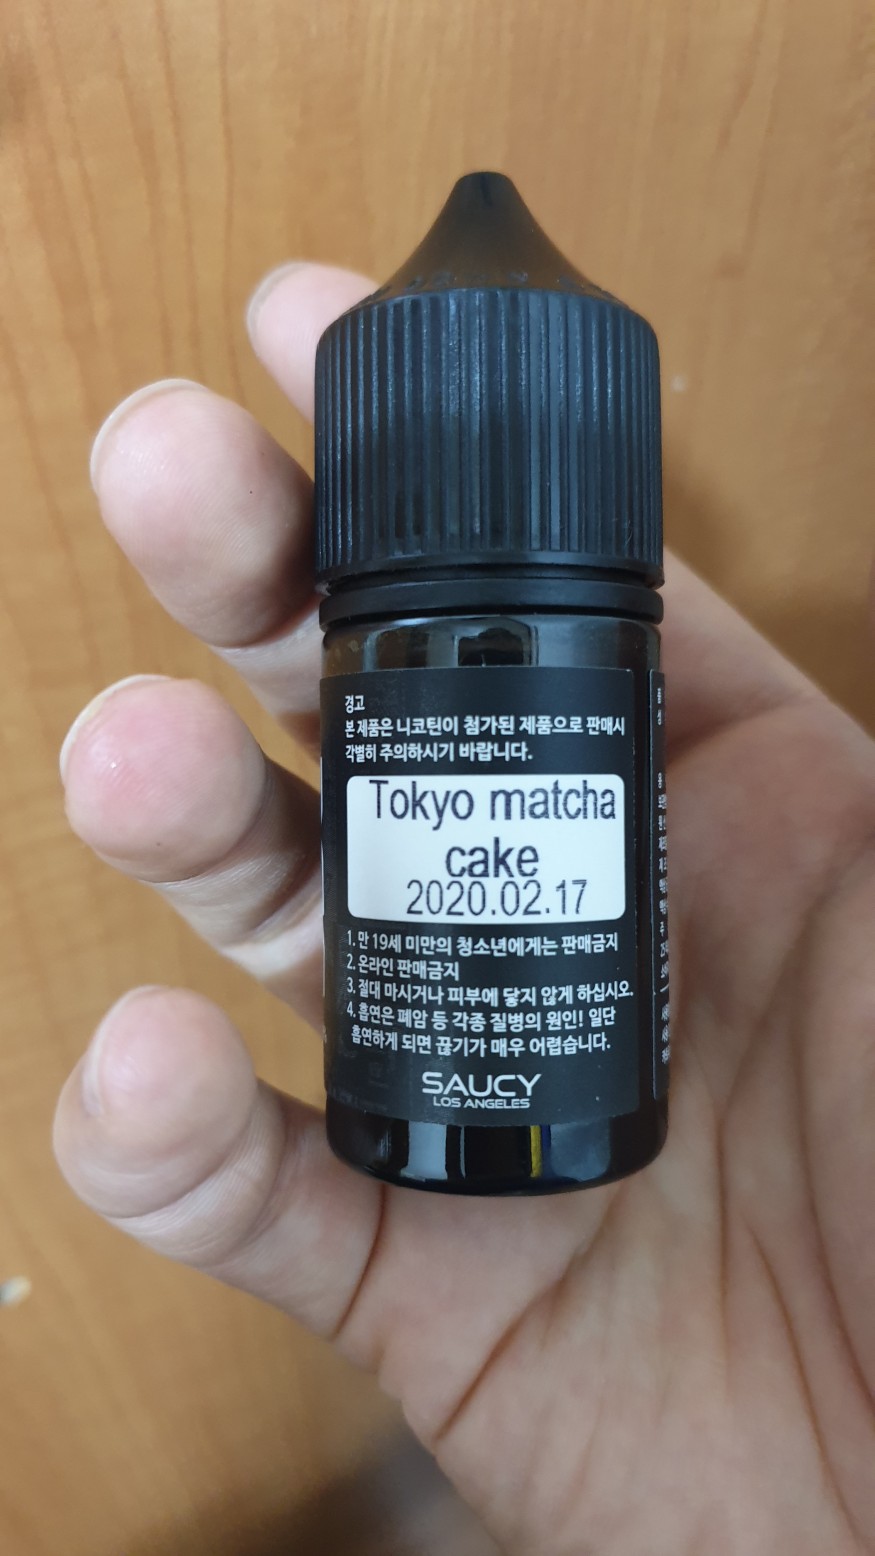 경고
본 제품은 니코틴이 첨가된 제품으로 판매시
각별히 주의하시기 바랍니다.
Tokyo matcha
cake
2020.02.17
1. 만 19세 미만의 청소년에게는 판매금지
2. 온라인 판매금지
3. 절대 마시거나 피부에 닿지 않게 하십시오.
4. 흡연은 폐암 등 각종 질병의 원인! 일단
흡연하게 되면 끊기가 매우 어렵습니다.
SAUCY
LOS ANGELES